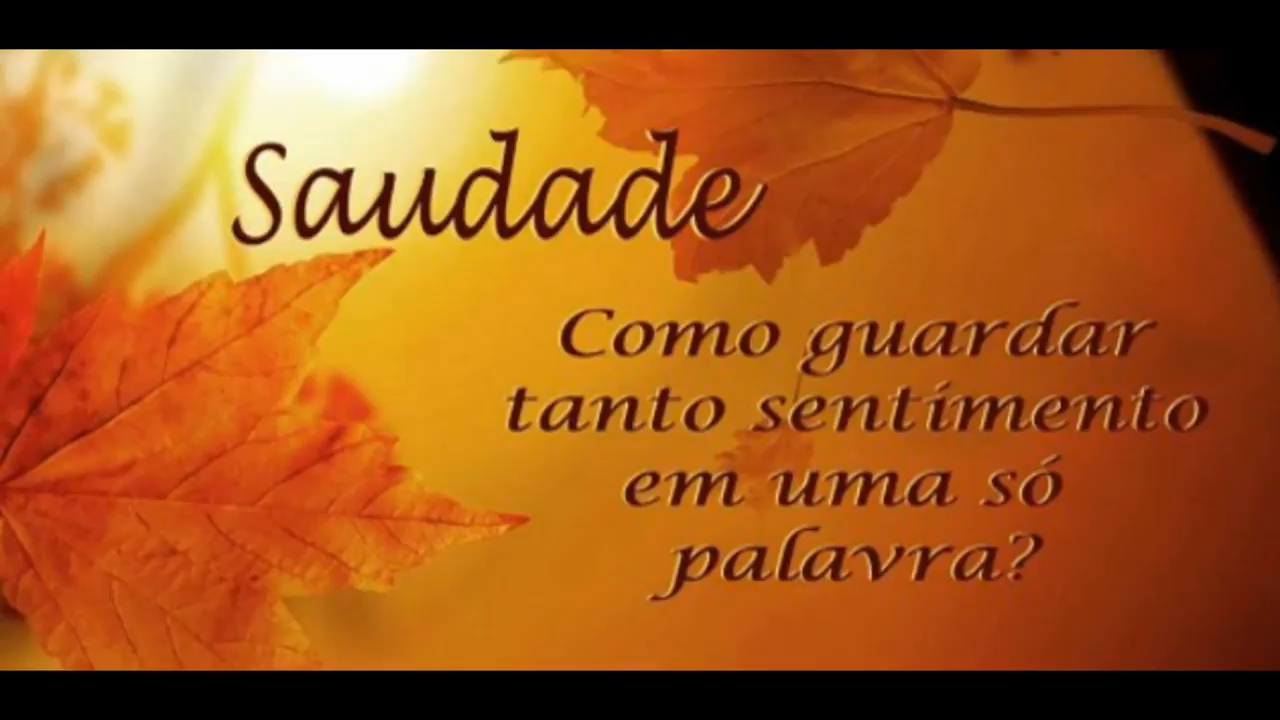 Saudade
Como guardar
tanto sentimento
em uma só
palavra?